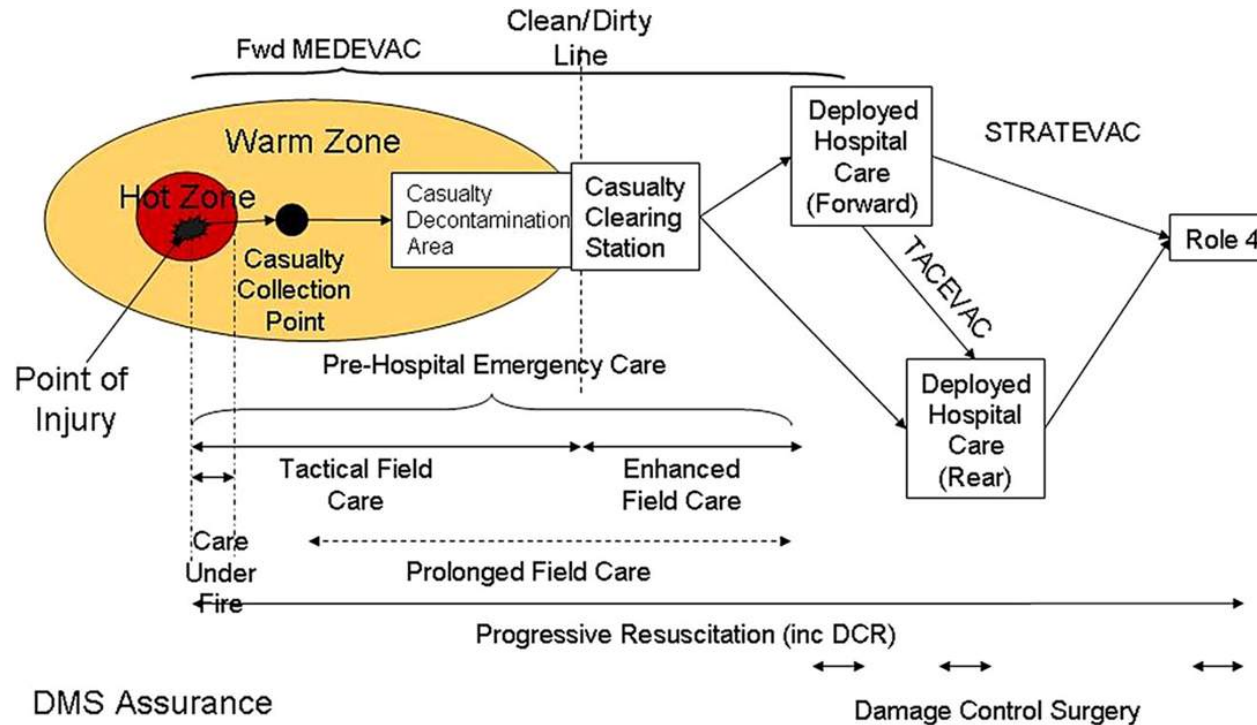 Clean/Dirty
Line
Fwd MEDEVAC
Warm Zone
Hot Zone
Casualty
Collection
Point
Casualty
Decontamination
Area
Casualty
Clearing
Station
Deployed
Hospital
Care
(Forward)
STRATEVAC
Role 4
TACEVAC
Deployed
Hospital
Care
(Rear)
Point of
Injury
Pre-Hospital Emergency Care
Tactical Field
Care
Enhanced
Field Care
Care
Under
Fire
Prolonged Field Care
Progressive Resuscitation (inc DCR)
DMS Assurance
Damage Control Surgery